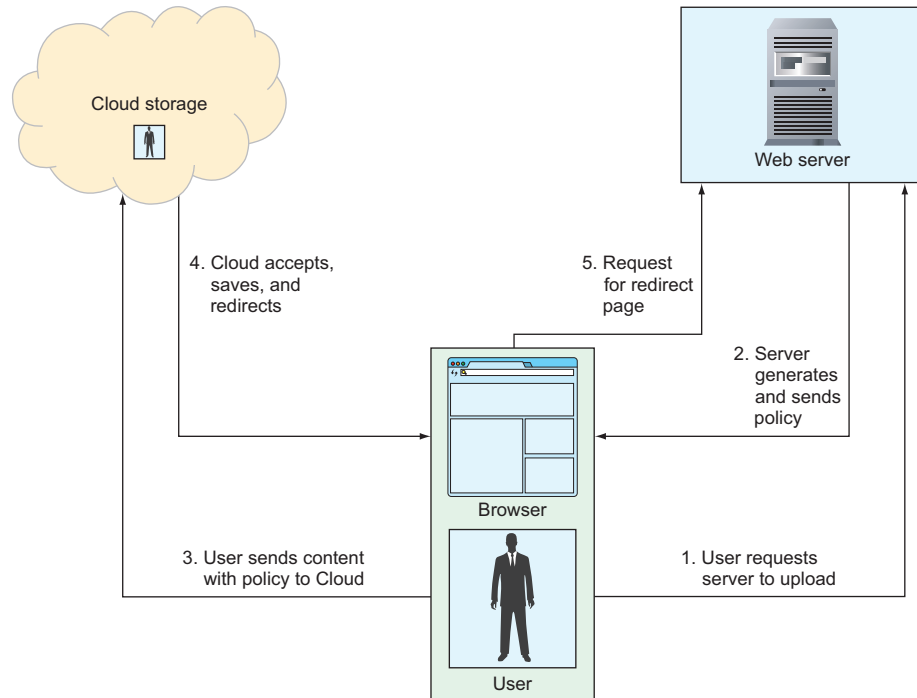 Cloud storage
Web server
4. Cloud accepts,
saves, and
redirects
5. Request
for redirect
page
2. Server
generates
and sends
policy
Browser
3. User sends content
with policy to Cloud
1. User requests
server to upload
User